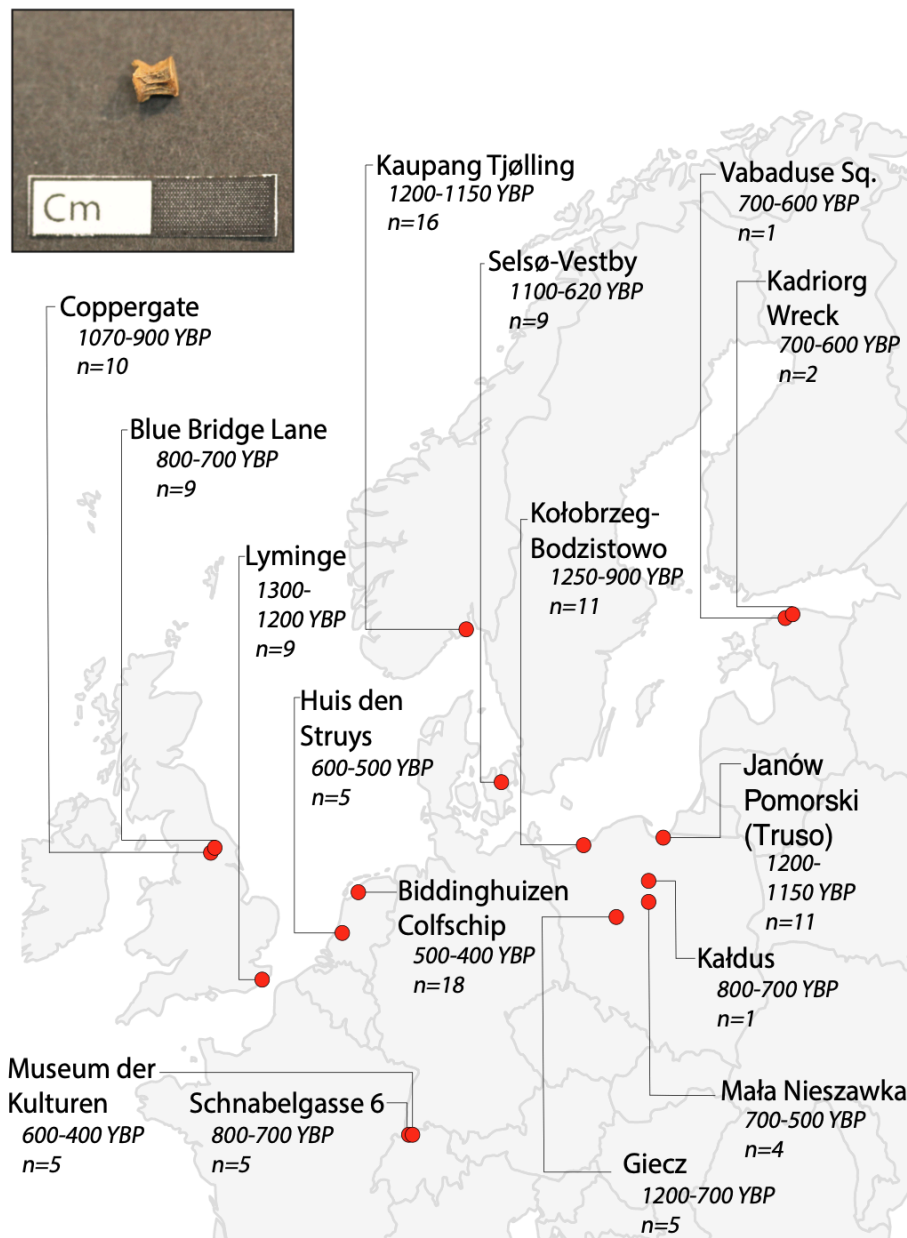 Cm
Kaupang Tjølling
1200-1150 YBP
n=16
Vabaduse Sq.
700-600 YBP
n=1
Selsø-Vestby
1100-620 YBP
n=9
Kadriorg
Wreck
700-600 YBP
n=2
Coppergate
1070-900 YBP
n=10
Blue Bridge Lane
800-700 YBP
n=9
Kołobrzeg-
Bodzistowo
1250-900 YBP
n=11
Lyminge
1300-
1200 YBP
n=9
Huis den
Struys
600-500 YBP
n=5
Janów
Pomorski
(Truso)
1200-
1150 YBP
n=11
Biddinghuizen
Colfschip
500-400 YBP
n=18
Kałdus
800-700 YBP
n=1
Museum der
Kulturen
600-400 YBP
n=5
Schnabelgasse 6
800-700 YBP
n=5
Mała Nieszawka
700-500 YBP
n=4
Giecz
1200-700 YBP
n=5